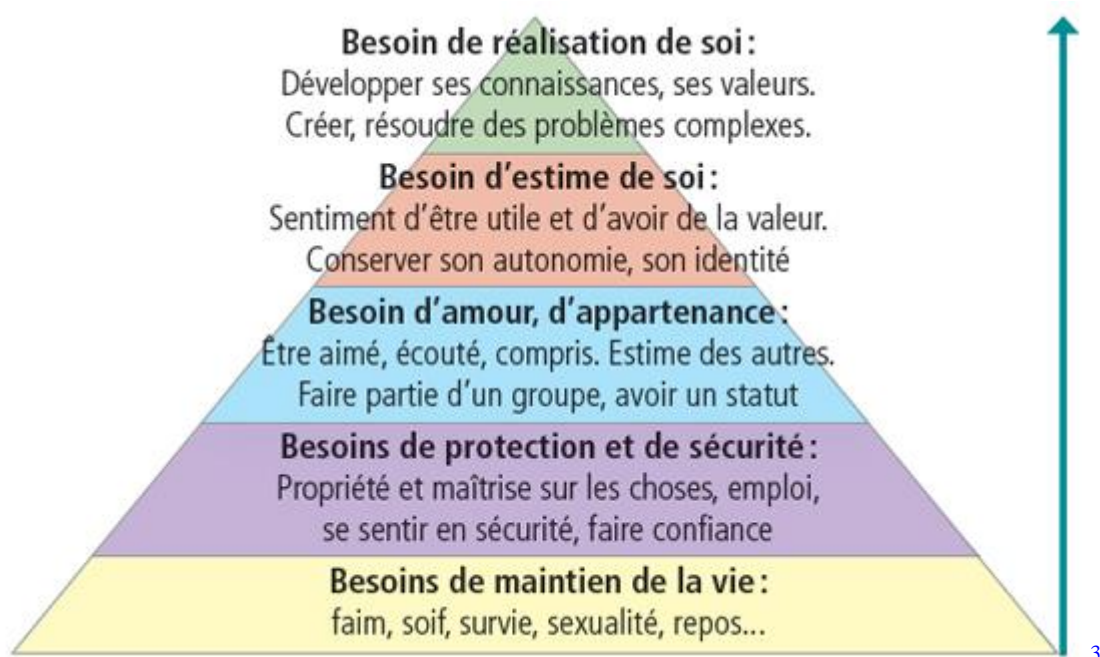 Besoin de réalisation de soi :
Développer ses connaissances, ses valeurs.
Créer, résoudre des problèmes complexes.
Besoin d'estime de soi :
Sentiment d'être utile et d'avoir de la valeur.
Conserver son autonomie, son identité
Besoin d'amour, d'appartenance :
Être aimé, écouté, compris. Estime des autres.
Faire partie d'un groupe, avoir un statut
Besoins de protection et de sécurité :
Propriété et maîtrise sur les choses, emploi,
se sentir en sécurité, faire confiance
Besoins de maintien de la vie :
faim, soif, survie, sexualité, repos...
3